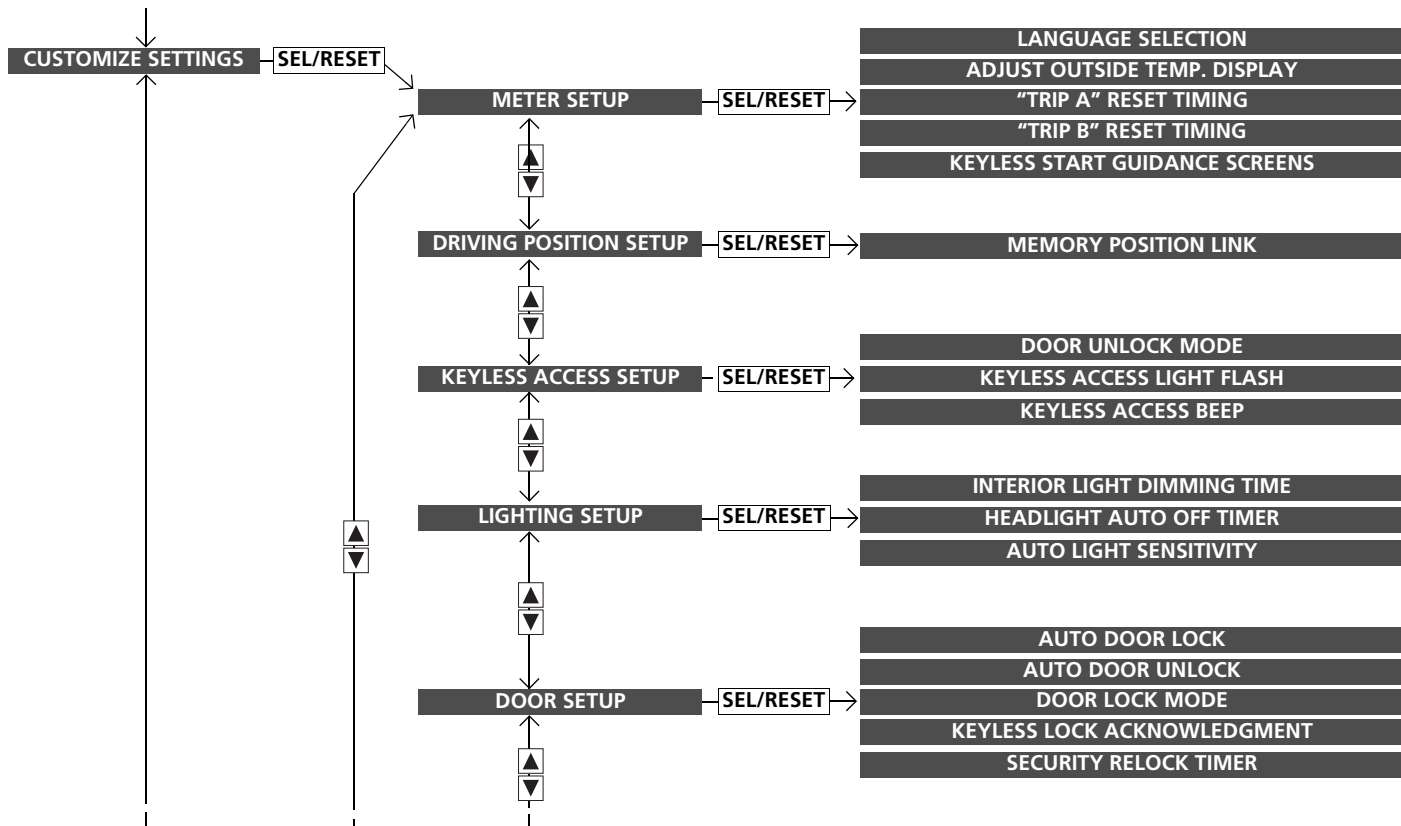 CUSTOMIZE SETTINGS
SEL/RESET
METER SETUP
SEL/RESET
LANGUAGE SELECTION
ADJUST OUTSIDE TEMP. DISPLAY
“TRIP A” RESET TIMING
“TRIP B” RESET TIMING
KEYLESS START GUIDANCE SCREENS
▲
▼
DRIVING POSITION SETUP
SEL/RESET
MEMORY POSITION LINK
▲
▼
KEYLESS ACCESS SETUP
SEL/RESET
DOOR UNLOCK MODE
KEYLESS ACCESS LIGHT FLASH
KEYLESS ACCESS BEEP
▲
▼
LIGHTING SETUP
SEL/RESET
INTERIOR LIGHT DIMMING TIME
HEADLIGHT AUTO OFF TIMER
AUTO LIGHT SENSITIVITY
▲
▼
▲
▼
DOOR SETUP
SEL/RESET
AUTO DOOR LOCK
AUTO DOOR UNLOCK
DOOR LOCK MODE
KEYLESS LOCK ACKNOWLEDGMENT
SECURITY RELOCK TIMER
▲
▼